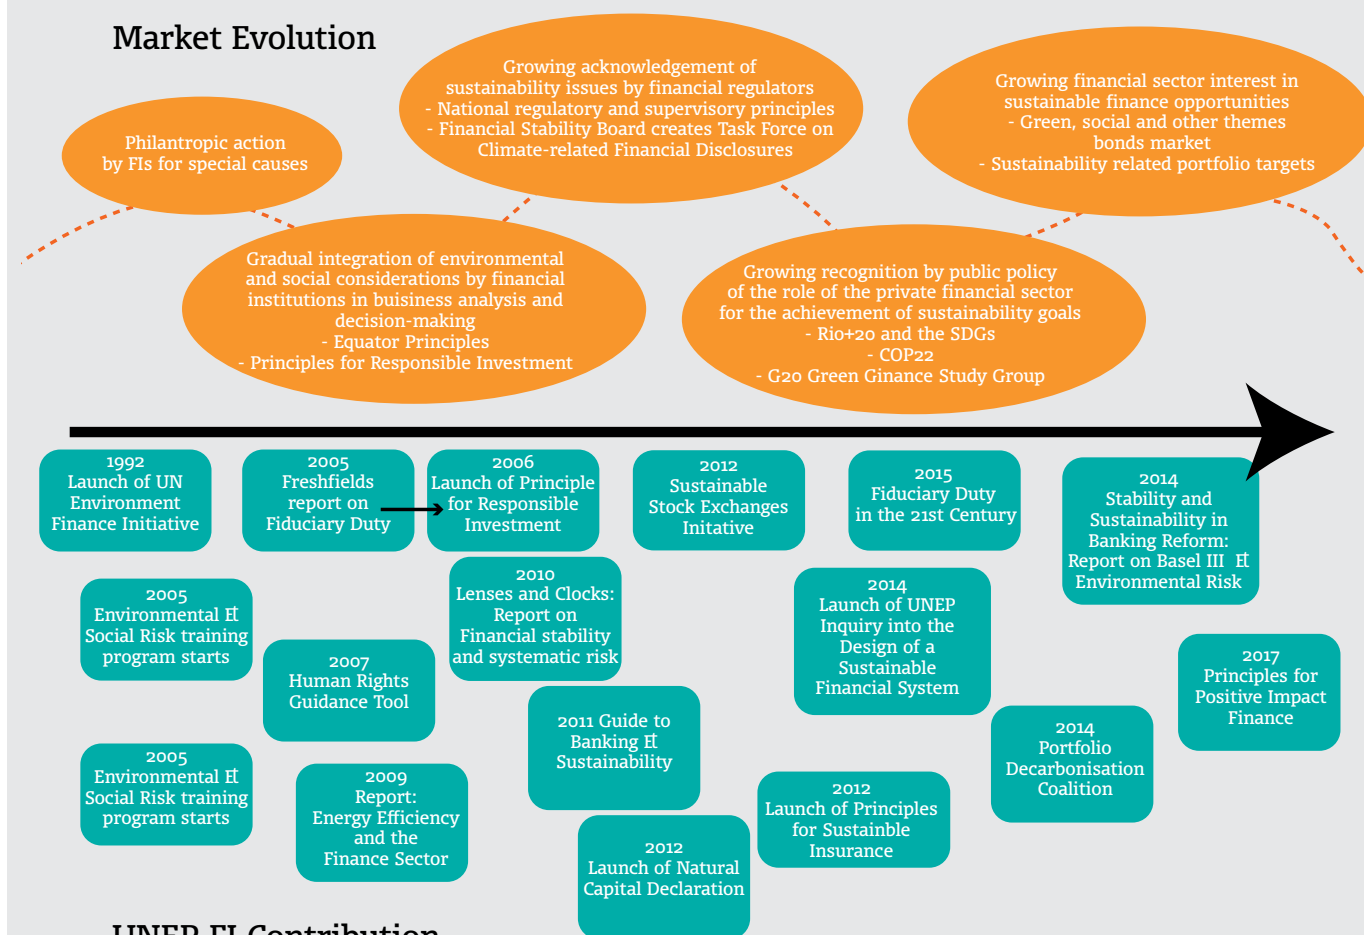 Market Evolution
Philantropic action
by FIs for special causes
Growing acknowledgement of
sustainability issues by financial regulators
- National regulatory and supervisory principles
- Financial Stability Board creates Task Force on
Climate-related Financial Disclosures
Growing financial sector interest in
sustainable finance opportunities
- Green, social and other themes
bonds market
- Sustainability related portfolio targets
Gradual integration of environmental
and social considerations by financial
institutions in buisiness analysis and
decision-making
- Equator Principles
- Principles for Responsible Investment
Growing recognition by public policy
of the role of the private financial sector
for the achievement of sustainability goals
- Rio+20 and the SDGs
- COP22
- G20 Green Ginance Study Group
1992
Launch of UN
Environment
Finance Initiative
2005
Freshfields
report on
Fiduciary Duty
2006
Launch of Principle
for Responsible
Investment
2012
Sustainable
Stock Exchanges
Initative
2015
Fiduciary Duty
in the 21st Century
2014
Stability and
Sustainability in
Banking Reform:
Report on Basel III &
Environmental Risk
2005
Environmental &
Social Risk training
program starts
2010
Lenses and Clocks:
Report on
Financial stability
and systematic risk
2014
Launch of UNEP
Inquiry into the
Design of a
Sustainable
Financial System
2007
Human Rights
Guidance Tool
2017
Principles for
Positive Impact
Finance
2011 Guide to
Banking &
Sustainability
2014
Portfolio
Decarbonisation
Coalition
2005
Environmental &
Social Risk training
program starts
2009
Report:
Energy Efficiency
and the
Finance Sector
2012
Launch of Principles
for Sustainble
Insurance
2012
Launch of Natural
Capital Declaration
UNEP FI Contribution